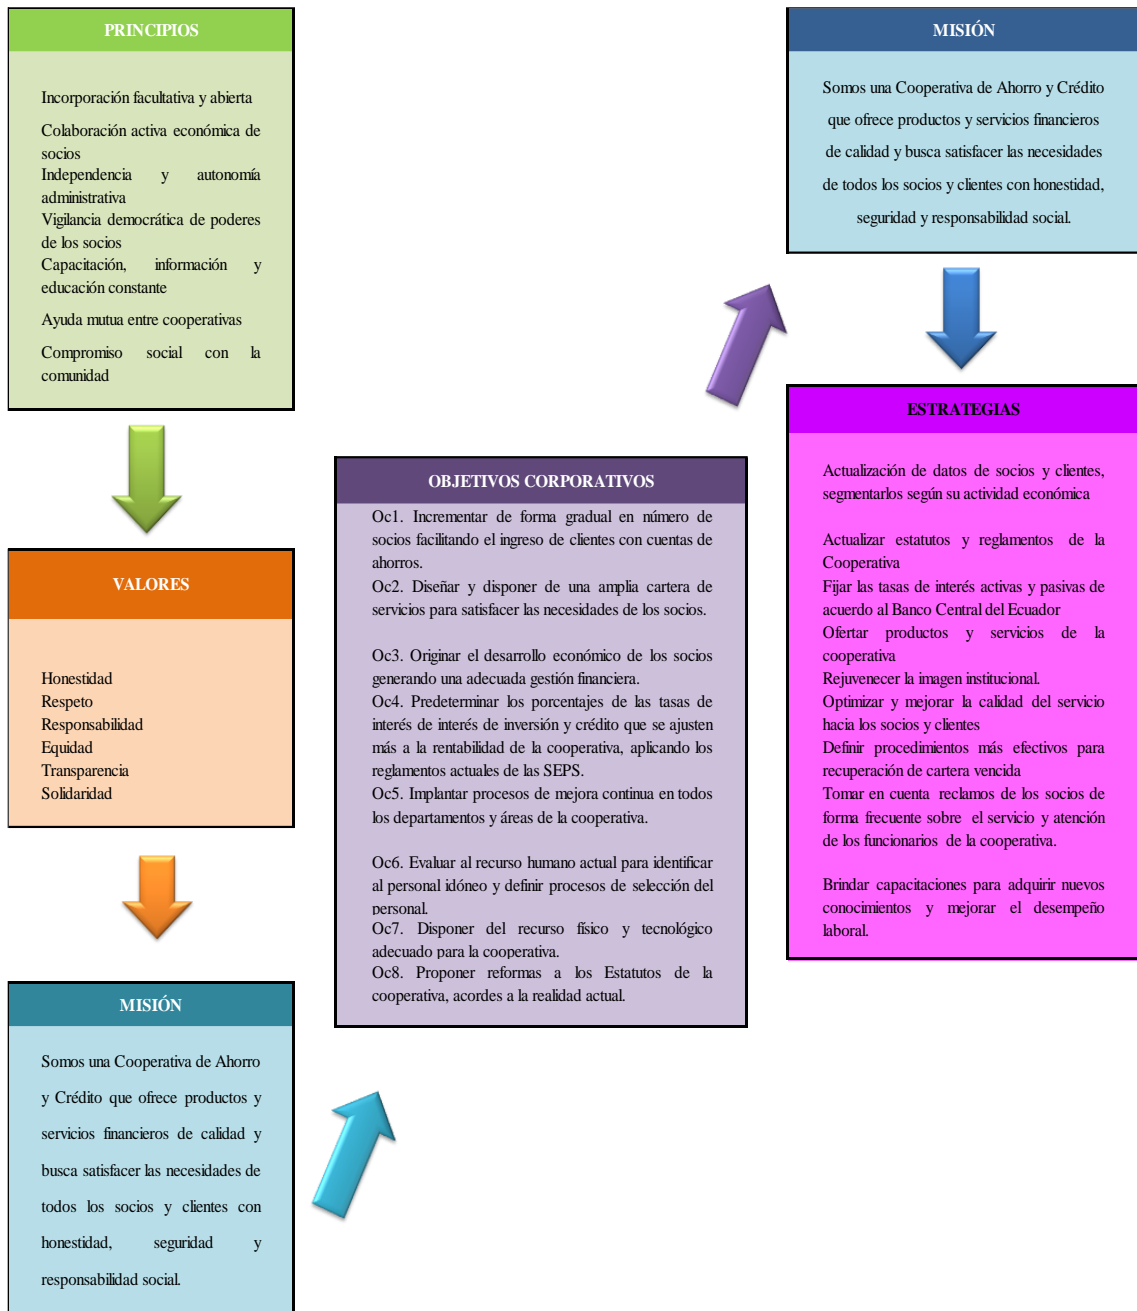 PRINCIPIOS
Incorporación facultativa y abierta
Colaboración activa económica de
socios
Independencia y autonomía
administrativa
Vigilancia democrática de poderes
de los socios
Capacitación, información y
educación constante
Ayuda mutua entre cooperativas
Compromiso social con la
comunidad
VALORES
Honestidad
Respeto
Responsabilidad
Equidad
Transparencia
Solidaridad
MISIÓN
Somos una Cooperativa de Ahorro
y Crédito que ofrece productos y
servicios financieros de calidad y
busca satisfacer las necesidades de
todos los socios y clientes con
honestidad, seguridad y
responsabilidad social.
OBJETIVOS CORPORATIVOS
Oc1. Incrementar de forma gradual en número de
socios facilitando el ingreso de clientes con cuentas de
ahorros.
Oc2. Diseñar y disponer de una amplia cartera de
servicios para satisfacer las necesidades de los socios.
Oc3. Originar el desarrollo económico de los socios
generando una adecuada gestión financiera.
Oc4. Predeterminar los porcentajes de las tasas de
interés de interés de inversión y crédito que se ajusten
más a la rentabilidad de la cooperativa, aplicando los
reglamentos actuales de las SEPS.
Oc5. Implantar procesos de mejora continua en todos
los departamentos y áreas de la cooperativa.
Oc6. Evaluar al recurso humano actual para identificar
al personal idóneo y definir procesos de selección del
personal.
Oc7. Disponer del recurso físico y tecnológico
adecuado para la cooperativa.
Oc8. Proponer reformas a los Estatutos de la
cooperativa, acordes a la realidad actual.
MISIÓN
Somos una Cooperativa de Ahorro y Crédito
que ofrece productos y servicios financieros
de calidad y busca satisfacer las necesidades
de todos los socios y clientes con honestidad,
seguridad y responsabilidad social.
ESTRATEGIAS
Actualización de datos de socios y clientes,
segmentarlos según su actividad económica
Actualizar estatutos y reglamentos de la
Cooperativa
Fijar las tasas de interés activas y pasivas de
acuerdo al Banco Central del Ecuador
Ofertar productos y servicios de la
cooperativa
Rejuvenecer la imagen institucional.
Optimizar y mejorar la calidad del servicio
hacia los socios y clientes
Definir procedimientos más efectivos para
recuperación de cartera vencida
Tomar en cuenta reclamos de los socios de
forma frecuente sobre el servicio y atención
de los funcionarios de la cooperativa.
Brindar capacitaciones para adquirir nuevos
conocimientos y mejorar el desempeño
laboral.